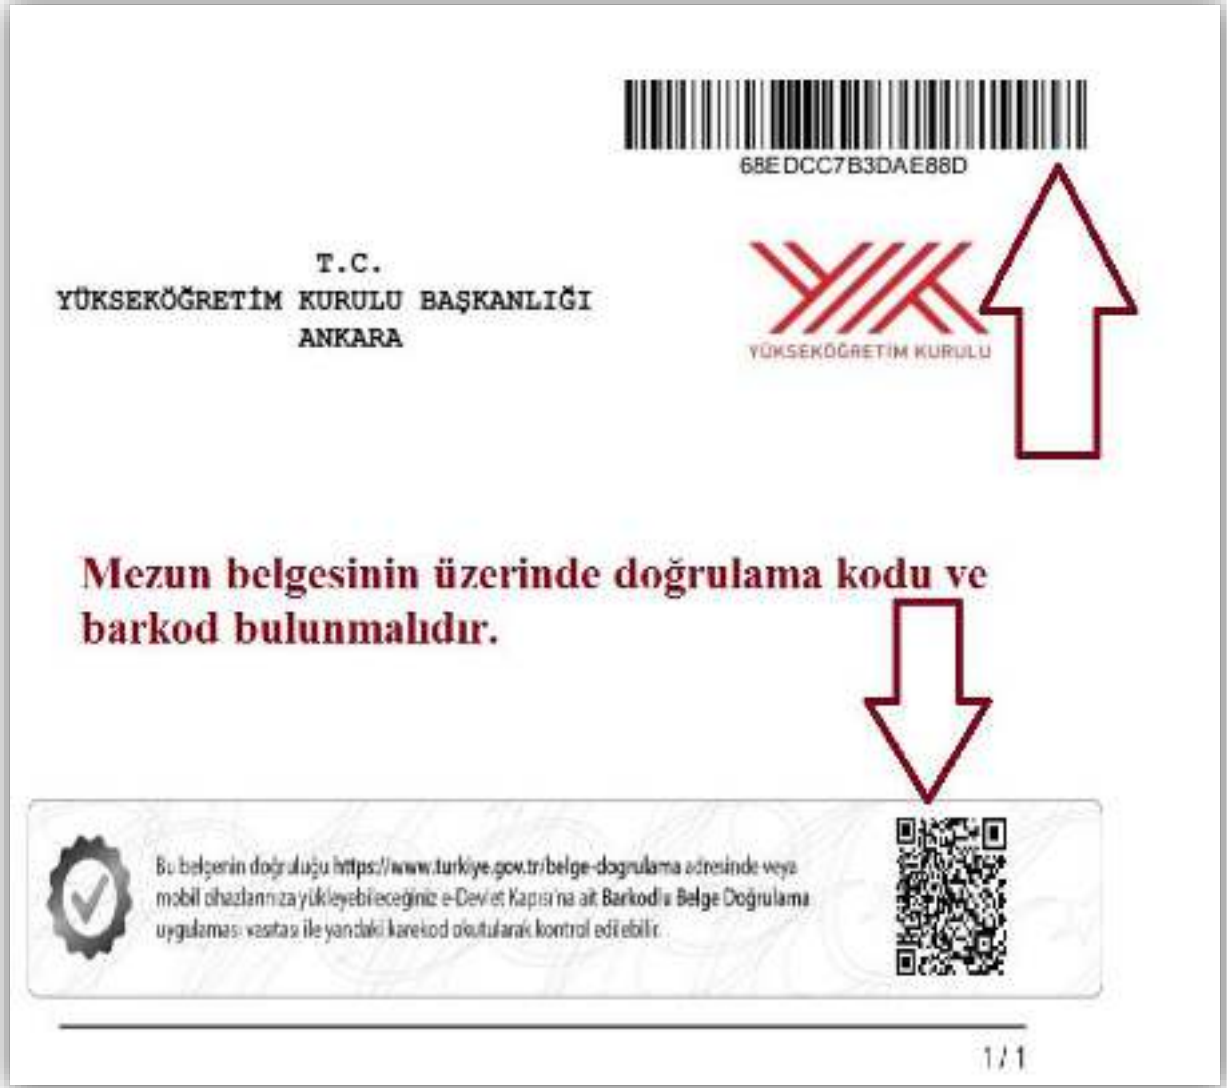 68EDCC7B3DAE88D
T.C.
YÜKSEKÖĞRETİM KURULU BAŞKANLIĞI
ANKARA
YÜKSEKÖĞRETİM KURULU
Mezun belgesinin üzerinde doğrulama kodu ve
barkod bulunmalıdır.
Bu belgenin doğruluğu https://www.turkiye.gov.tr/belge-dogrulama adresinde veya
mobil cihazlarınıza yükleyebileceğiniz e-Devlet Kapısı'na ait Barkodlu Belge Doğrulama
uygulaması vasıtası ile yandaki karekod okutularak kontrol edilebilir.
1 / 1